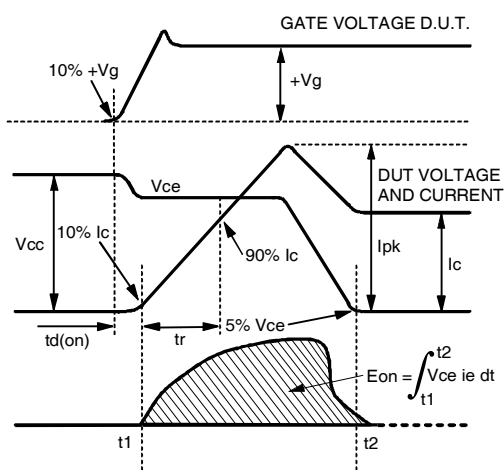 GATE VOLTAGE D.U.T.
10% +Vg
+Vg
DUT VOLTAGE
AND CURRENT
Vce
10% Ic
Vcc
90% Ic
Ipk
Ic
td(on)
tr
5% Vce
t2
Eon = ∫ Vce ie dt
t1
t1
t2